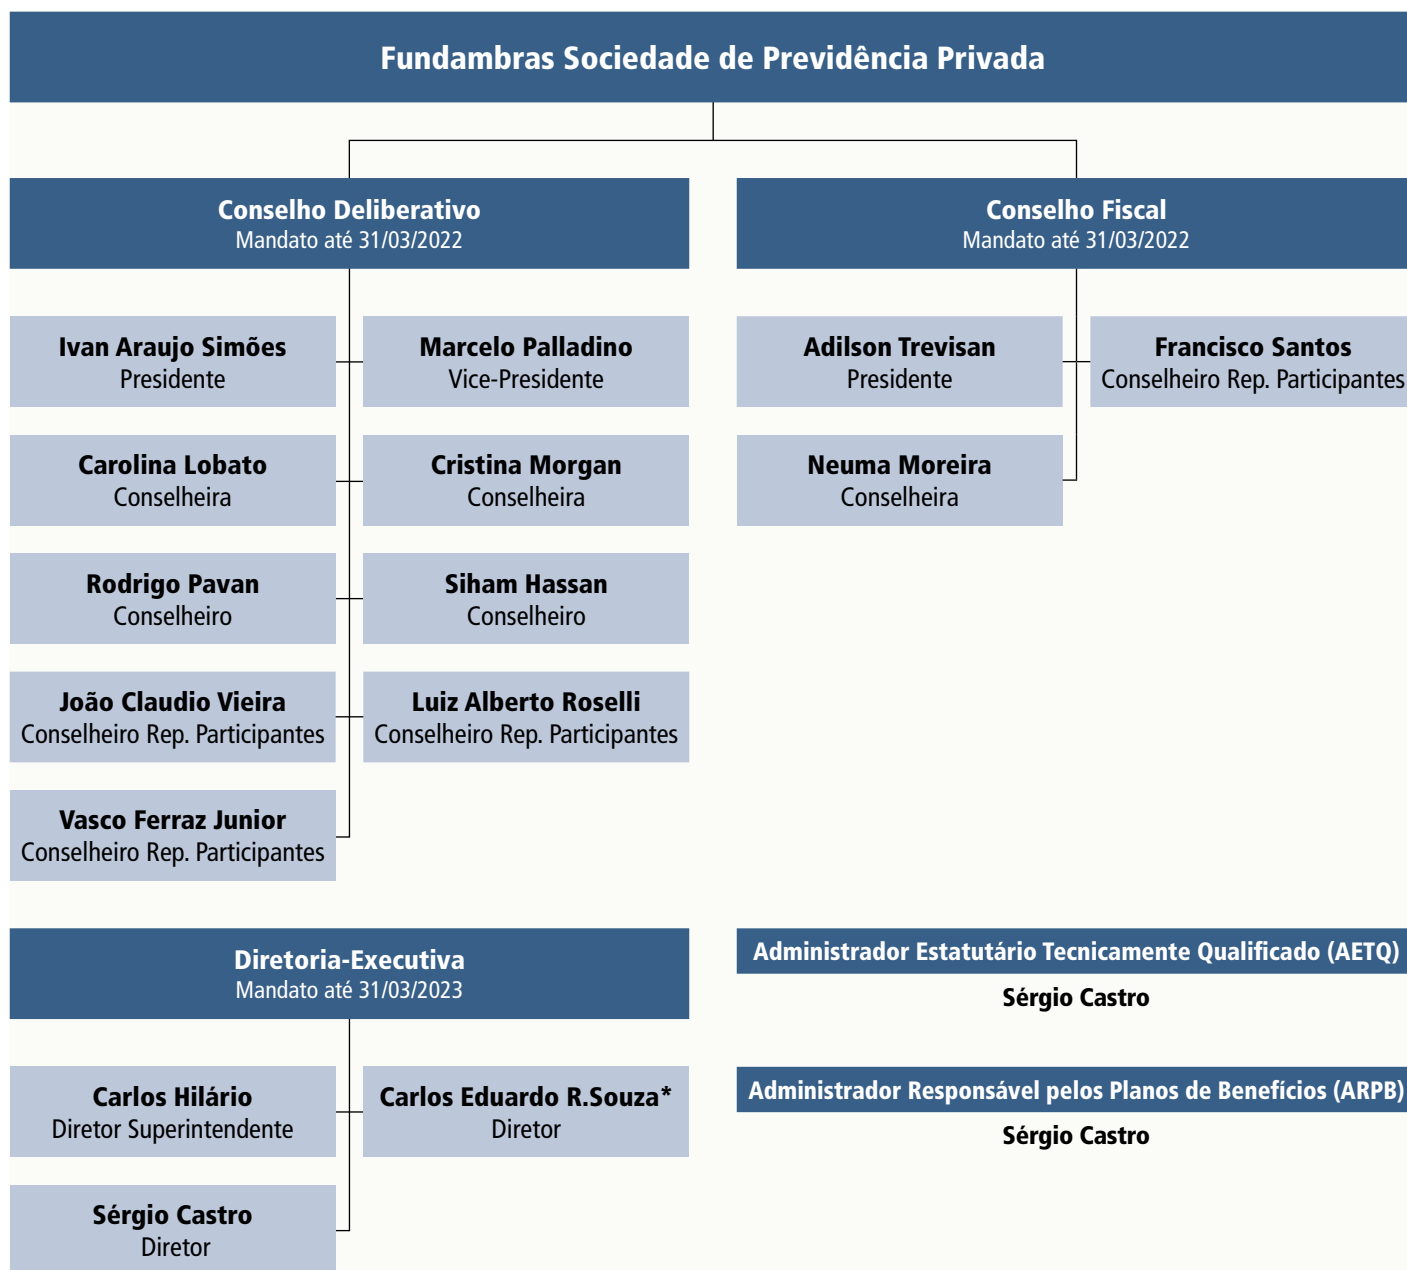 Fundambras Sociedade de Previdência Privada
Conselho Deliberativo
Mandato até 31/03/2022
Ivan Araujo Simões
Presidente
Marcelo Palladino
Vice-Presidente
Carolina Lobato
Conselheira
Cristina Morgan
Conselheira
Rodrigo Pavan
Conselheiro
Siham Hassan
Conselheiro
João Claudio Vieira
Conselheiro Rep. Participantes
Luiz Alberto Roselli
Conselheiro Rep. Participantes
Vasco Ferraz Junior
Conselheiro Rep. Participantes
Conselho Fiscal
Mandato até 31/03/2022
Adilson Trevisan
Presidente
Francisco Santos
Conselheiro Rep. Participantes
Neuma Moreira
Conselheira
Diretoria-Executiva
Mandato até 31/03/2023
Carlos Hilário
Diretor Superintendente
Carlos Eduardo R.Souza*
Diretor
Sérgio Castro
Diretor
Administrador Estatutário Tecnicamente Qualificado (AETQ)
Sérgio Castro
Administrador Responsável pelos Planos de Benefícios (ARPB)
Sérgio Castro